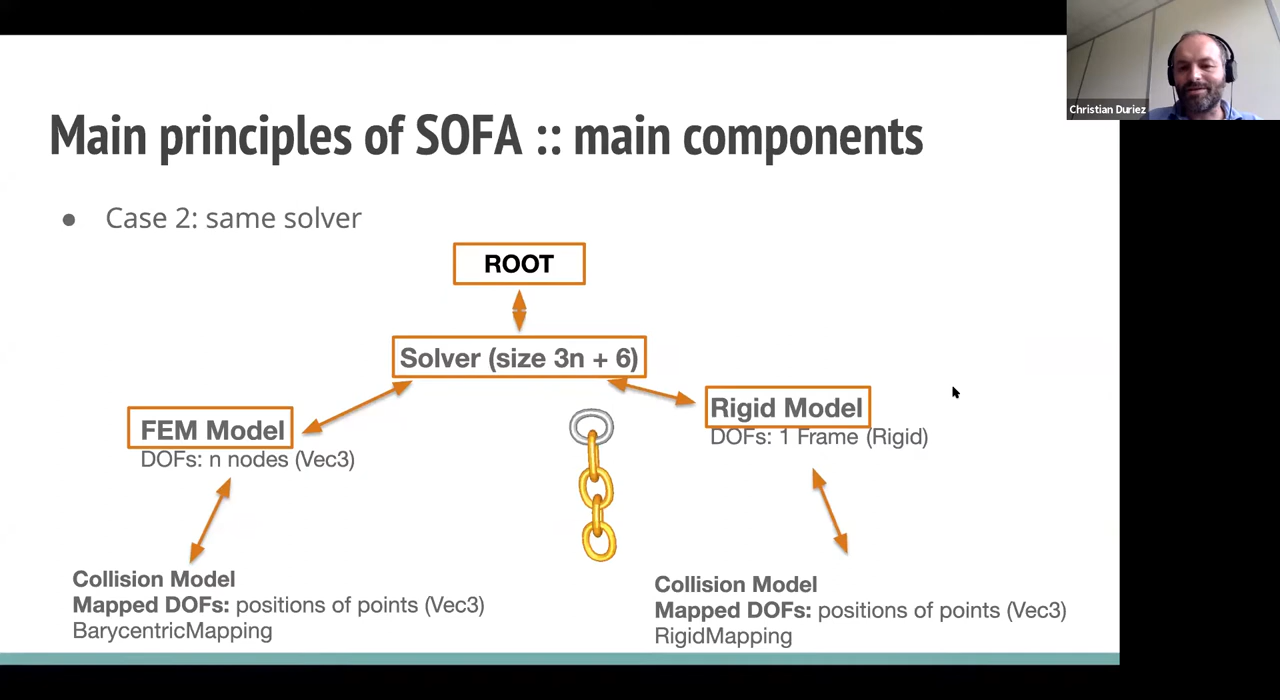 Christian Duriez
Main principles of SOFA :: main components
● Case 2: same solver
ROOT
Solver (size 3n + 6)
FEM Model
DOFs: n nodes (Vec3)
Rigid Model
DOFs: 1 Frame (Rigid)
Collision Model
Mapped DOFs: positions of points (Vec3)
BarycentricMapping
Collision Model
Mapped DOFs: positions of points (Vec3)
RigidMapping